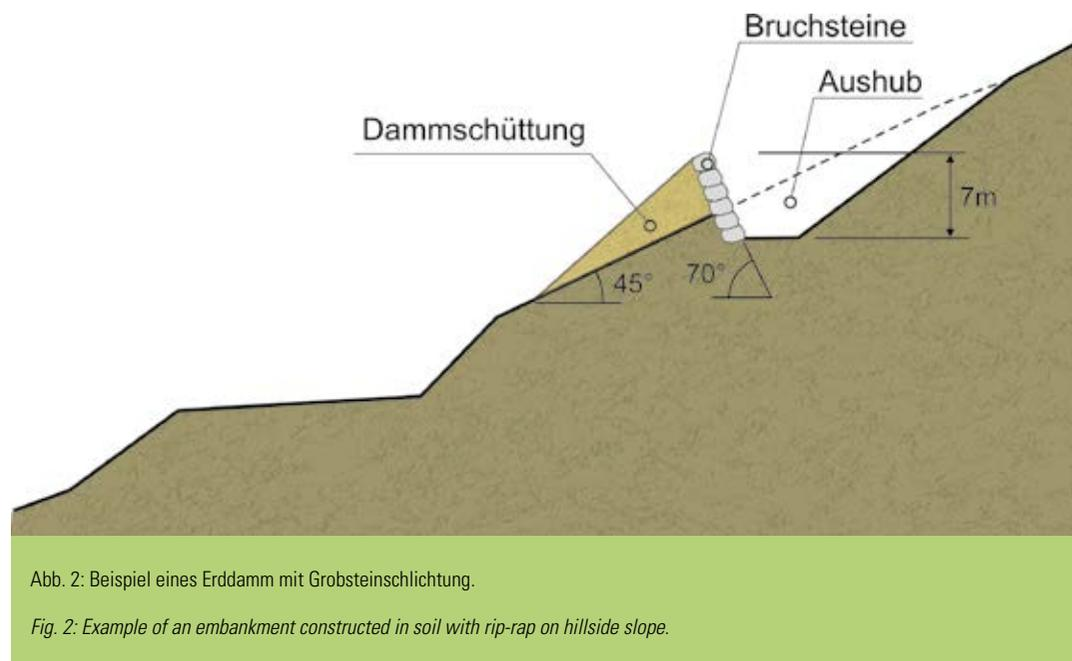 Bruchsteine
Aushub
Dammschüttung
7m
45°
70°
Abb. 2: Beispiel eines Erddamm mit Grobsteinschlichtung.
Fig. 2: Example of an embankment constructed in soil with rip-rap on hillside slope.